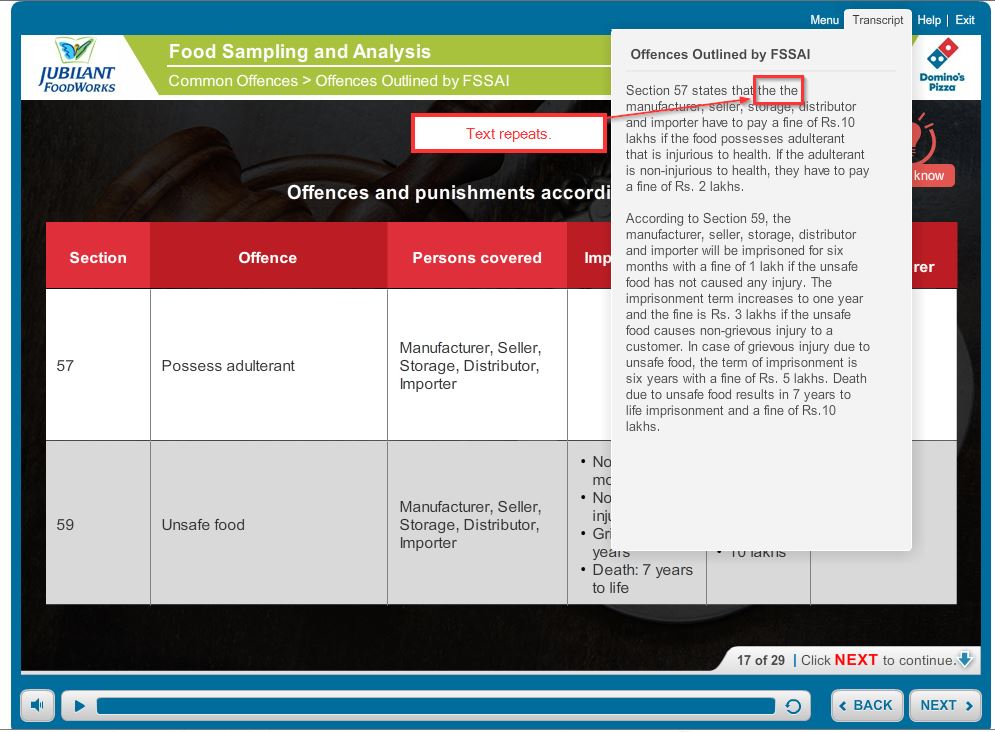 Menu Transcript Help | Exit
JUBILANT
FOODWORKS
Food Sampling and Analysis
Common Offences > Offences Outlined by FSSAI
Domino's
Pizza
Offences Outlined by FSSAI
Section 57 states that the the
manufacturer, seller, storage, distributor
and importer have to pay a fine of Rs.10
lakhs if the food possesses adulterant
that is injurious to health. If the adulterant
is non-injurious to health, they have to pay
a fine of Rs. 2 lakhs.
According to Section 59, the
manufacturer, seller, storage, distributor
and importer will be imprisoned for six
months with a fine of 1 lakh if the unsafe
food has not caused any injury. The
imprisonment term increases to one year
and the fine is Rs. 3 lakhs if the unsafe
food causes non-grievous injury to a
customer. In case of grievous injury due to
unsafe food, the term of imprisonment is
six years with a fine of Rs. 5 lakhs. Death
due to unsafe food results in 7 years to
life imprisonment and a fine of Rs.10
lakhs.
Text repeats.
know
Offences and punishments accordi
Section Offence Persons covered Imp rer
57 Possess adulterant
Manufacturer, Seller,
Storage, Distributor,
Importer
59 Unsafe food
Manufacturer, Seller,
Storage, Distributor,
Importer
• No
mo
• No
inj
• Gri
years
• Death: 7 years
to life
• 10 lakhs
17 of 29 | Click NEXT to continue.
BACK NEXT